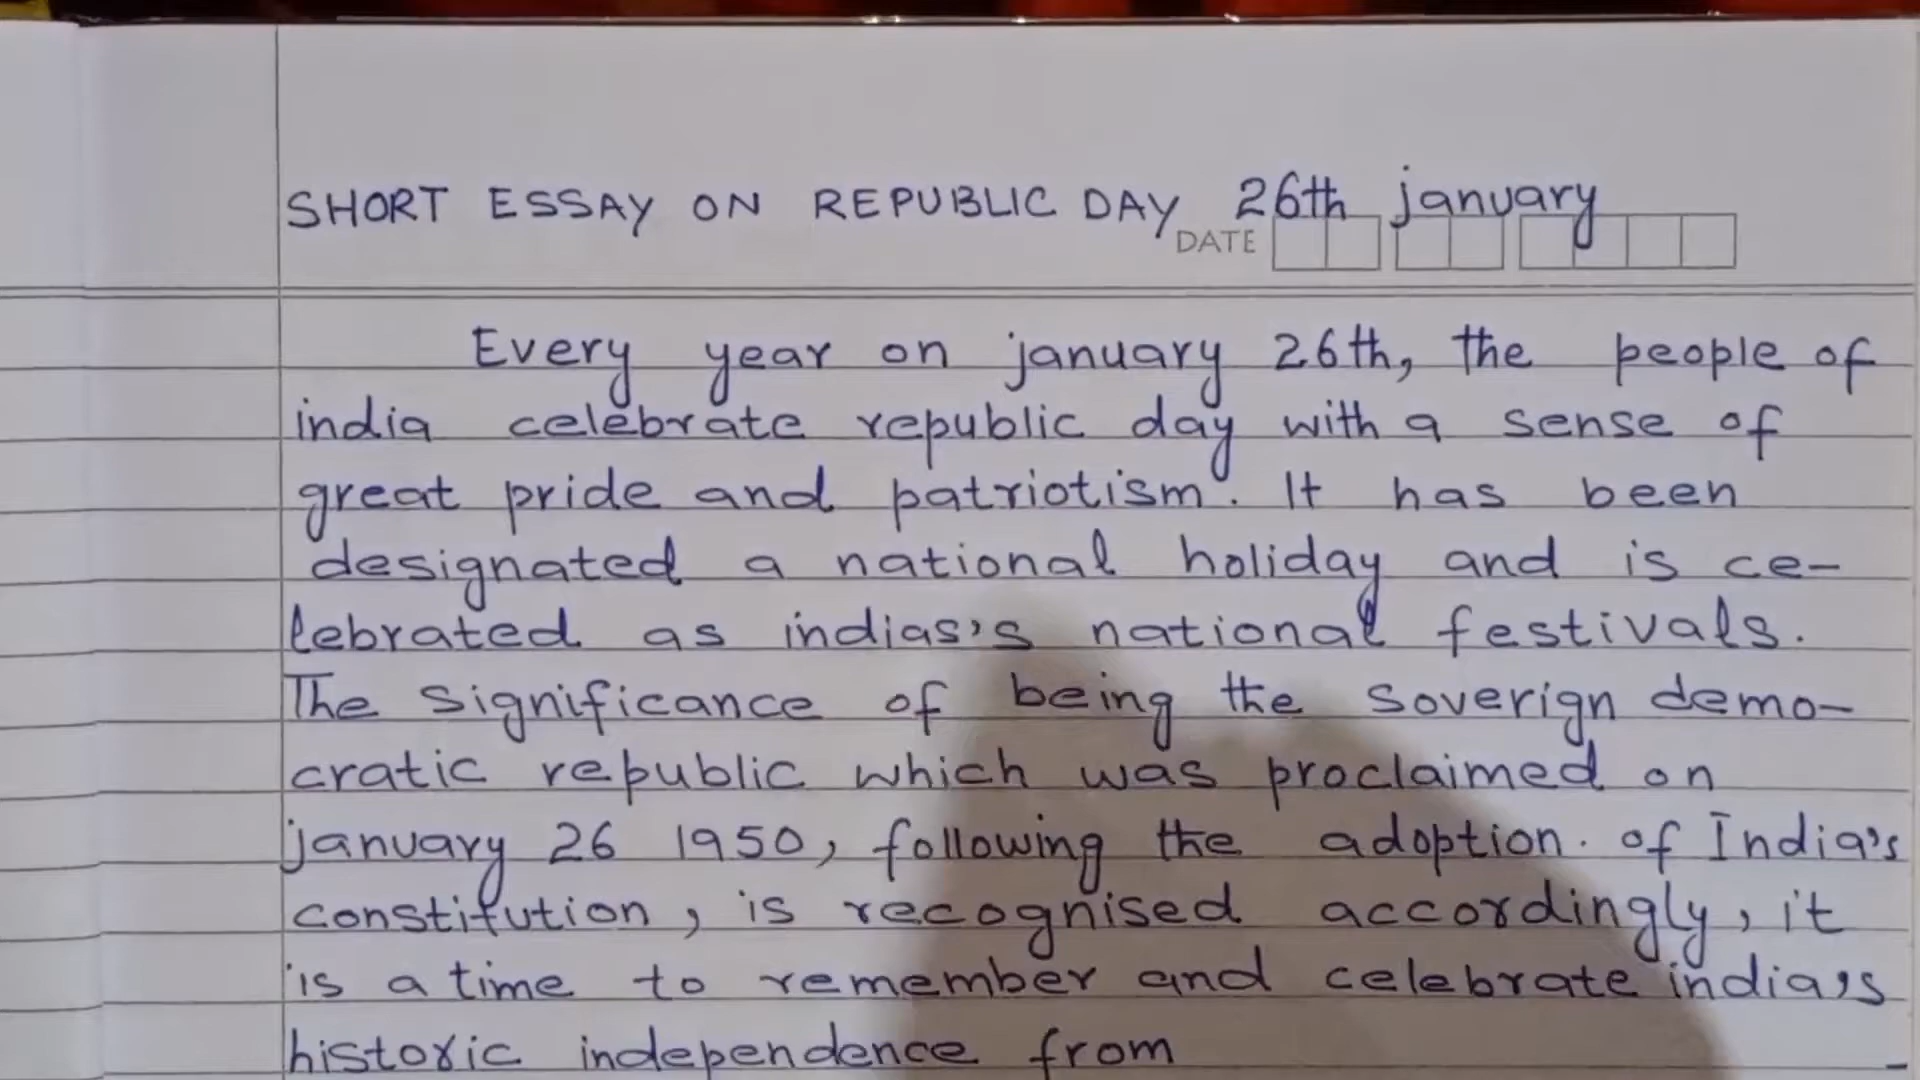 SHORT ESSAY ON REPUBLIC DAY 26th january
DATE
Every year on january 26th, the people of
india celebrate republic day with a sense of
great pride and patriotism. It has been
designated a national holiday and is ce-
lebrated as indias's national festivals.
The significance of being the soverign demo-
cratic republic which was proclaimed on
january 26 1950, following the adoption. of India's
constitution, is recognised accordingly, it
is a time to remember and celebrate india's
historic independence from